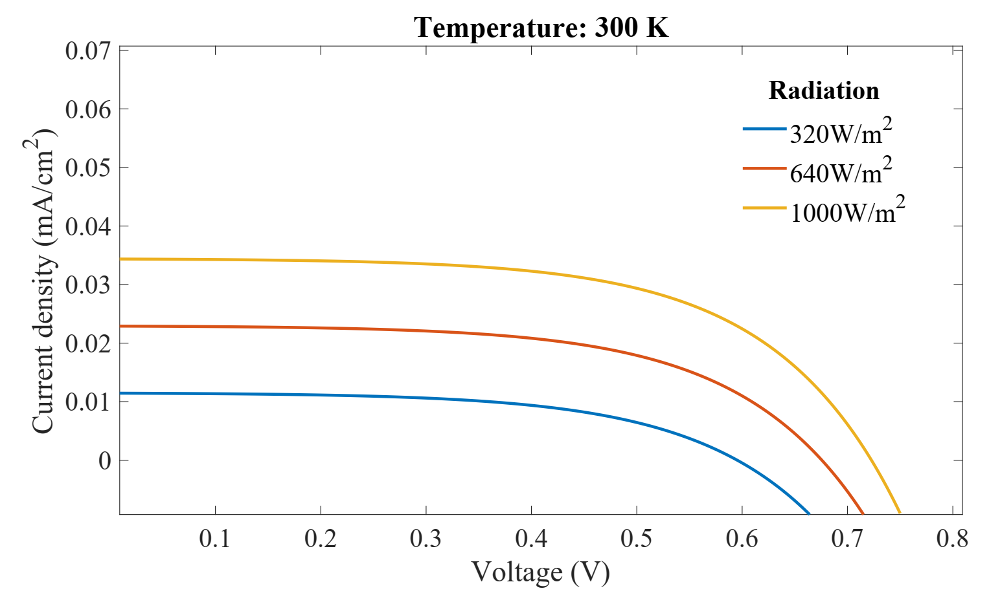 Temperature: 300 K
0.07
0.06
0.05
0.04
0.03
0.02
0.01
0
Current density (mA/cm²)
Radiation
320W/m²
640W/m²
1000W/m²
0.1 0.2 0.3 0.4 0.5 0.6 0.7 0.8
Voltage (V)